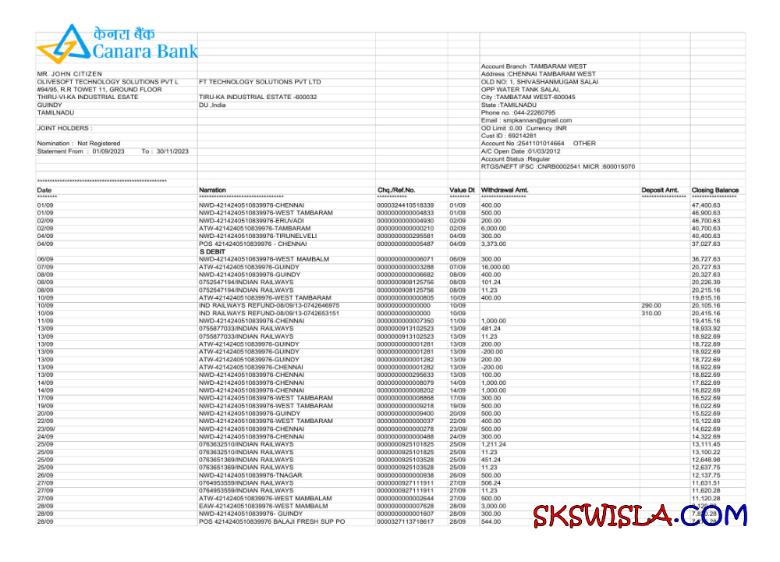 केनरा बैंक
Canara Bank
Account Branch :TAMBARAM WEST
MR. JOHN CITIZEN Address :CHENNAI TAMBARAM WEST
OLIVESOFT TECHNOLOGY SOLUTIONS PVT L FT TECHNOLOGY SOLUTIONS PVT LTD OLD NO: 1, SHIVASHANMUGAM SALAI
#94/95, R.R TOWET 11, GROUND FLOOR OPP WATER TANK SALAI,
THIRU-VI-KA INDUSTRIAL ESATE TIRU-KA INDUSTRIAL ESTATE -600032 City :TAMBATAM WEST-600045
GUINDY DU ,India State :TAMILNADU
TAMILNADU Phone no. :044-22260795
Email : smpkannan@gmail.com
JOINT HOLDERS : OD Limit :0.00 Currency :INR
Cust ID : 69214281
Nomination : Not Registered Account No :2541101014664 OTHER
Statement From : 01/09/2023 To : 30/11/2023 A/C Open Date :01/03/2012
Account Status :Regular
RTGS/NEFT IFSC :CNRB0002541 MICR :600015070
Date Narration Chq./Ref.No. Value Dt Withdrawal Amt. Deposit Amt. Closing Balance
01/09 NWD-4214240510839976-CHENNAI 0000324410518339 01/09 400.00 47,400.63
01/09 NWD-4214240510839976-WEST TAMBARAM 0000000000004833 01/09 500.00 46,900.63
02/09 NWD-4214240510839976-ERUVADI 0000000000004930 02/09 200.00 46,700.63
02/09 ATW-4214240510839976-TAMBARAM 0000000000000210 02/09 6,000.00 40,700.63
04/09 NWD-4214240510839976-TIRUNELVELI 0000000000295581 04/09 300.00 40,400.63
04/09 POS 4214240510839976 - CHENNAI 0000000000005487 04/09 3,373.00 37,027.63
S DEBIT
06/09 NWD-4214240510839976-WEST MAMBALM 0000000000006071 06/09 300.00 36,727.63
07/09 ATW-4214240510839976-GUINDY 0000000000003288 07/09 16,000.00 20,727.63
08/09 NWD-4214240510839976-GUINDY 0000000000006682 08/09 400.00 20,327.63
08/09 0752547194/INDIAN RAILWAYS 0000000908125756 08/09 101.24 20,226.39
08/09 0752547194/INDIAN RAILWAYS 0000000908125756 08/09 11.23 20,215.16
10/09 ATW-4214240510839976-WEST TAMBARAM 0000000000000805 10/09 400.00 19,815.16
10/09 IND RAILWAYS REFUND-08/09/13-0742646975 0000000000000000 10/09 290.00 20,105.16
10/09 IND RAILWAYS REFUND-08/09/13-0742653151 0000000000000000 10/09 310.00 20,415.16
11/09 NWD-4214240510839976-CHENNAI 0000000000007350 11/09 1,000.00 19,415.16
13/09 0755877033/INDIAN RAILWAYS 0000000913102523 13/09 481.24 18,933.92
13/09 0755877033/INDIAN RAILWAYS 0000000913102523 13/09 11.23 18,922.69
13/09 ATW-4214240510839976-GUINDY 0000000000001281 13/09 200.00 18,722.69
13/09 ATW-4214240510839976-GUINDY 0000000000001281 13/09 -200.00 18,922.69
13/09 ATW-4214240510839976-CHENNAI 0000000000001282 13/09 200.00 18,722.69
13/09 ATW-4214240510839976-CHENNAI 0000000000001282 13/09 -200.00 18,922.69
13/09 NWD-4214240510839976-CHENNAI 0000000000295633 13/09 100.00 18,822.69
14/09 NWD-4214240510839976-CHENNAI 0000000000008079 14/09 1,000.00 17,822.69
14/09 NWD-4214240510839976-CHENNAI 0000000000008202 14/09 1,000.00 16,822.69
17/09 NWD-4214240510839976-WEST TAMBARAM 0000000000008868 17/09 300.00 16,522.69
19/09 NWD-4214240510839976-WEST TAMBARAM 0000000000009218 19/09 500.00 16,022.69
20/09 NWD-4214240510839976-GUINDY 0000000000009400 20/09 500.00 15,522.69
22/09 NWD-4214240510839976-WEST TAMBARAM 0000000000000037 22/09 400.00 15,122.69
23/09 NWD-4214240510839976-CHENNAI 0000000000000278 23/09 500.00 14,622.69
24/09 NWD-4214240510839976-CHENNAI 0000000000000488 24/09 300.00 14,322.69
25/09 0763632510/INDIAN RAILWAYS 0000000925101825 25/09 1,211.24 13,111.45
25/09 0763632510/INDIAN RAILWAYS 0000000925101825 25/09 11.23 13,100.22
25/09 0763651369/INDIAN RAILWAYS 0000000925103528 25/09 451.24 12,648.98
25/09 0763651369/INDIAN RAILWAYS 0000000925103528 25/09 11.23 12,637.75
26/09 NWD-4214240510839976-TNAGAR 0000000000000938 26/09 500.00 12,137.75
27/09 0764953559/INDIAN RAILWAYS 0000000927111911 27/09 506.24 11,631.51
27/09 0764953559/INDIAN RAILWAYS 0000000927111911 27/09 11.23 11,620.28
27/09 ATW-4214240510839976-WEST MAMBALAM 0000000000002644 27/09 500.00 11,120.28
28/09 EAW-4214240510839976-WEST MAMBALM 0000000000007628 28/09 3,000.00
28/09 NWD-4214240510839976- GUINDY 0000000000001607 28/09 300.00
28/09 POS 4214240510839976 BALAJI FRESH SUP PO 0000327113718617 28/09 544.00
SKSWISLA.COM